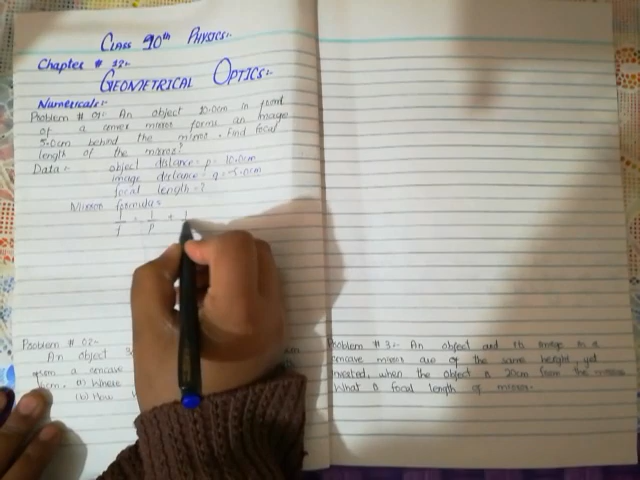 CLASS 10th PHYSICS:-
Chapter # 12:-
GEOMETRICAL OPTICS:-
Numericals:-
Problem # 01:- An object 10.0cm in front
of a convex mirror forms an image
5.0cm behind the mirror. Find focal
length of the mirror?
Data:- object distance = p = 10.0cm
image distance = q = -5.0cm
focal length = ?
Mirror formula:
1/f = 1/p + 1
Problem # 02:-
An object
from a concave
(a) Where
(b) How
Problem # 3:- An object and its image in a
concave mirror are of the same height, yet
inverted, when the object is 20cm from the mirror.
What is focal length of mirror.